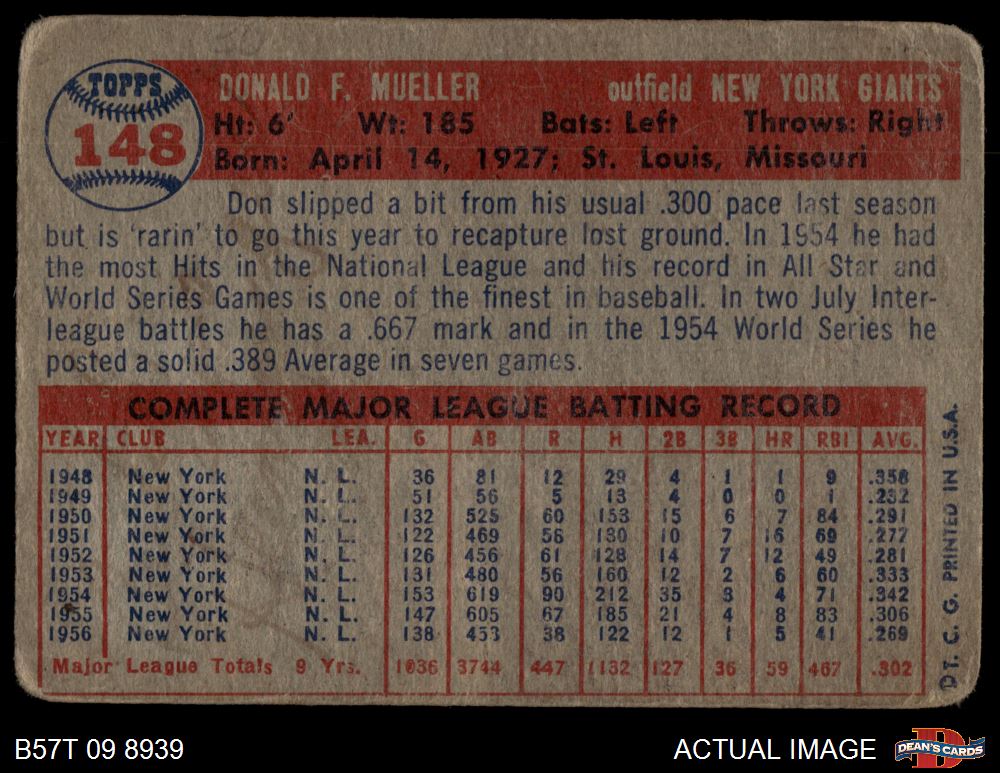 TOPPS
148
DONALD F. MUELLER outfield NEW YORK GIANTS
Ht: 6' Wt: 185 Bats: Left Throws: Right
Born: April 14, 1927; St. Louis, Missouri
Don slipped a bit from his usual .300 pace last season
but is 'rarin' to go this year to recapture lost ground. In 1954 he had
the most Hits in the National League and his record in All Star and
World Series Games is one of the finest in baseball. In two July Inter-
league battles he has a .667 mark and in the 1954 World Series he
posted a solid .389 Average in seven games.
COMPLETE MAJOR LEAGUE BATTING RECORD
YEAR CLUB LEA. G AB R H 2B 3B HR RBI AVG.
1948 New York N. L. 36 81 12 29 4 1 1 9 .358
1949 New York N. L. 51 56 5 13 4 0 0 1 .232
1950 New York N. L. 132 525 60 153 15 6 7 84 .291
1951 New York N. L. 122 469 56 130 10 7 16 69 .277
1952 New York N. L. 126 456 61 128 14 7 12 49 .281
1953 New York N. L. 131 480 56 160 12 2 6 60 .333
1954 New York N. L. 153 619 90 212 35 3 4 71 .342
1955 New York N. L. 147 605 67 185 21 4 8 83 .306
1956 New York N. L. 138 453 38 122 12 1 5 41 .269
Major League Totals 9 Yrs. 1036 3744 447 1132 127 36 59 467 .302
T. C. G. PRINTED IN U.S.A.
B57T 09 8939
ACTUAL IMAGE
DEAN'S CARDS